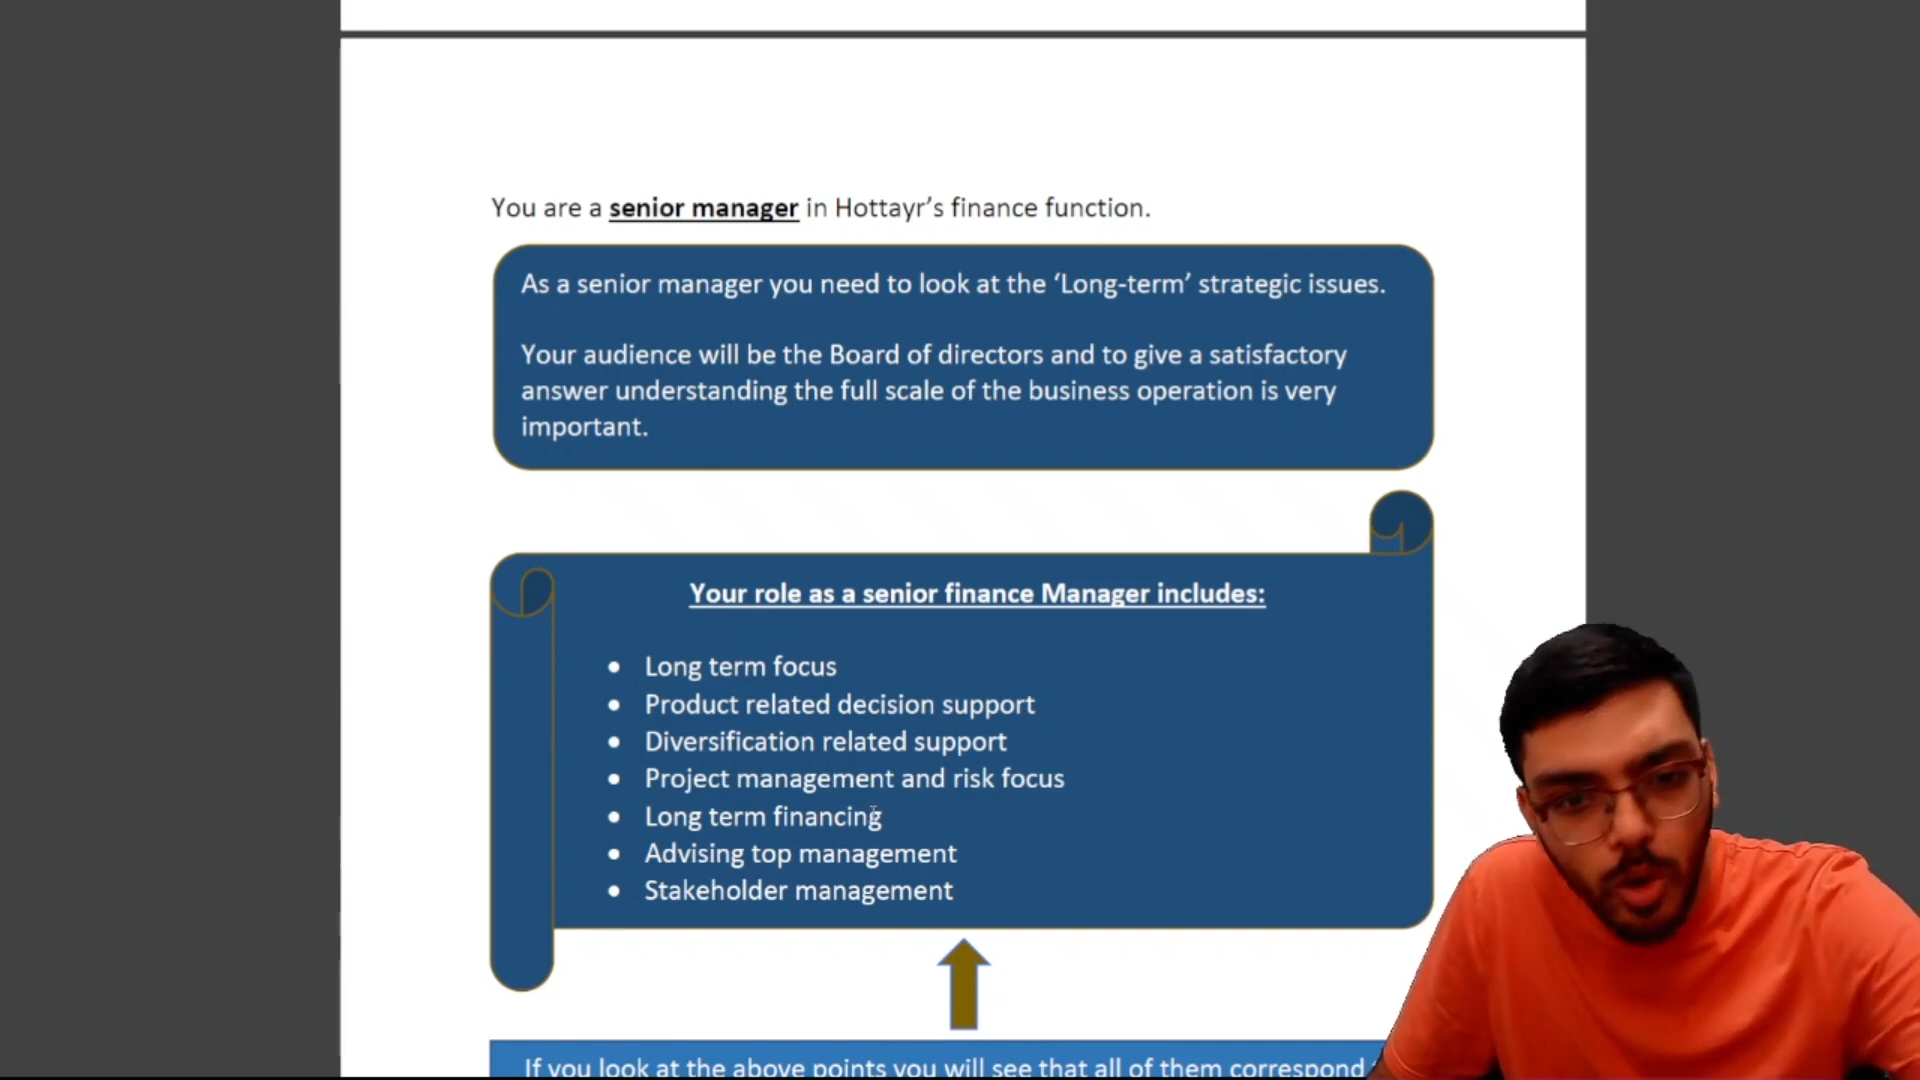 You are a senior manager in Hottayr’s finance function.
As a senior manager you need to look at the ‘Long-term’ strategic issues.
Your audience will be the Board of directors and to give a satisfactory
answer understanding the full scale of the business operation is very
important.
Your role as a senior finance Manager includes:
• Long term focus
• Product related decision support
• Diversification related support
• Project management and risk focus
• Long term financing
• Advising top management
• Stakeholder management
If you look at the above points you will see that all of them correspond